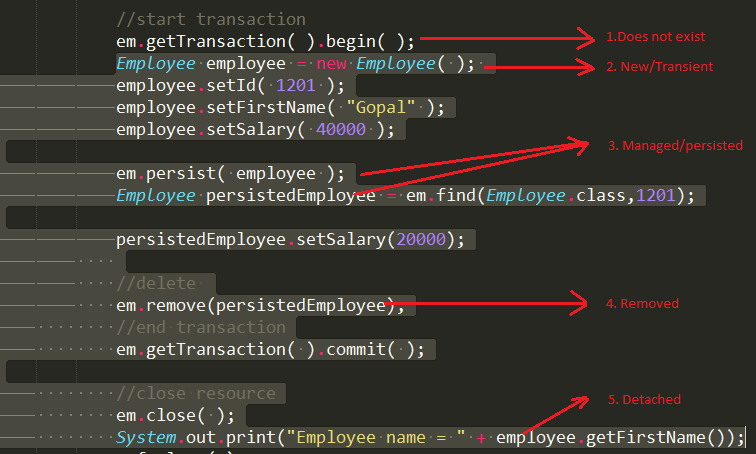 //start transaction
em.getTransaction( ).begin( );
1.Does not exist
Employee employee = new Employee( );
2. New/Transient
employee.setId( 1201 );
employee.setFirstName( "Gopal" );
employee.setSalary( 40000 );
3. Managed/persisted
em.persist( employee );
Employee persistedEmployee = em.find(Employee.class,1201);
persistedEmployee.setSalary(20000);
//delete
em.remove(persistedEmployee);
4. Removed
//end transaction
em.getTransaction( ).commit( );
//close resource
5. Detached
em.close( );
System.out.print("Employee name = " + employee.getFirstName());